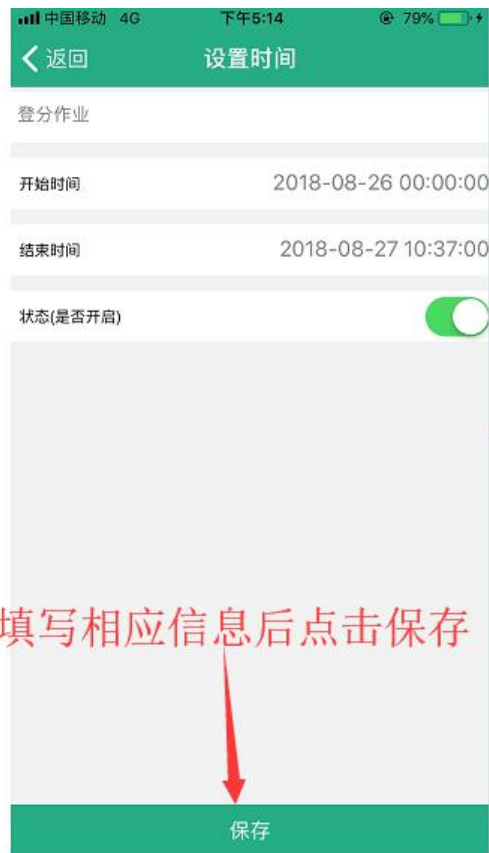 中国移动 4G 下午5:14 79%
返回 设置时间
登分作业
开始时间 2018-08-26 00:00:00
结束时间 2018-08-27 10:37:00
状态(是否开启)
填写相应信息后点击保存
保存